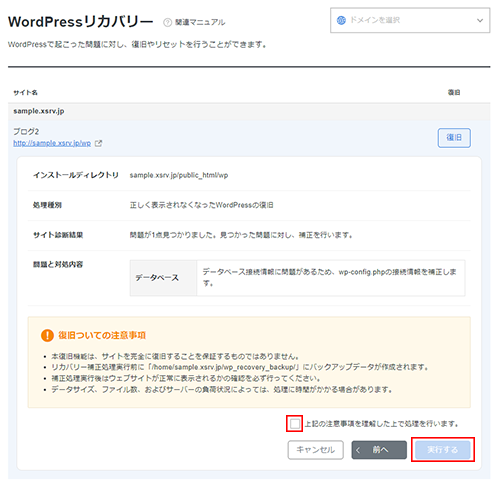 WordPressリカバリー ? 関連マニュアル
ドメインを選択
WordPressで起こった問題に対し、復旧やリセットを行うことができます。
サイト名 復旧
sample.xsrv.jp
ブログ2
http://sample.xsrv.jp/wp
復旧
インストールディレクトリ sample.xsrv.jp/public_html/wp
処理種別 正しく表示されなくなったWordPressの復旧
サイト診断結果 問題が1点見つかりました。見つかった問題に対し、補正を行います。
問題と対処内容
データベース
データベース接続情報に問題があるため、wp-config.phpの接続情報を補正しま
す。
! 復旧ついての注意事項
• 本復旧機能は、サイトを完全に復旧することを保証するものではありません。
• リカバリー補正処理実行前に「/home/sample.xsrv.jp/wp_recovery_backup/」にバックアップデータが作成されます。
• 補正処理実行後はウェブサイトが正常に表示されるかの確認を必ず行ってください。
• データサイズ、ファイル数、およびサーバーの負荷状況によっては、処理に時間がかかる場合があります。
上記の注意事項を理解した上で処理を行います。
キャンセル 前へ 実行する